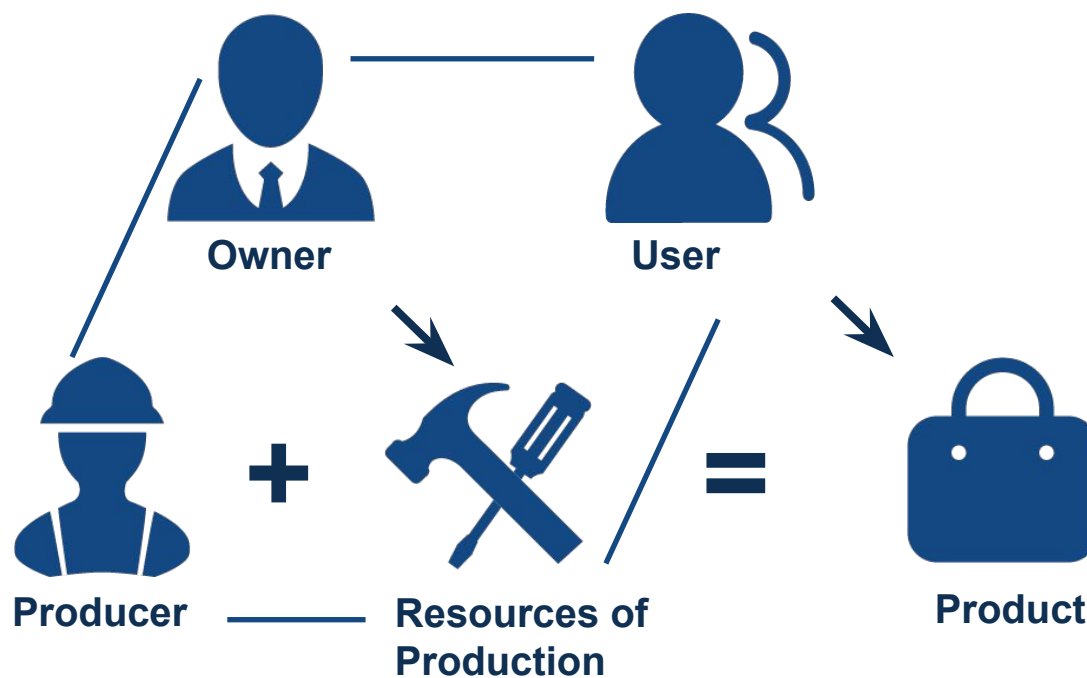 Owner
User
+
=
Producer
Resources of
Production
Product